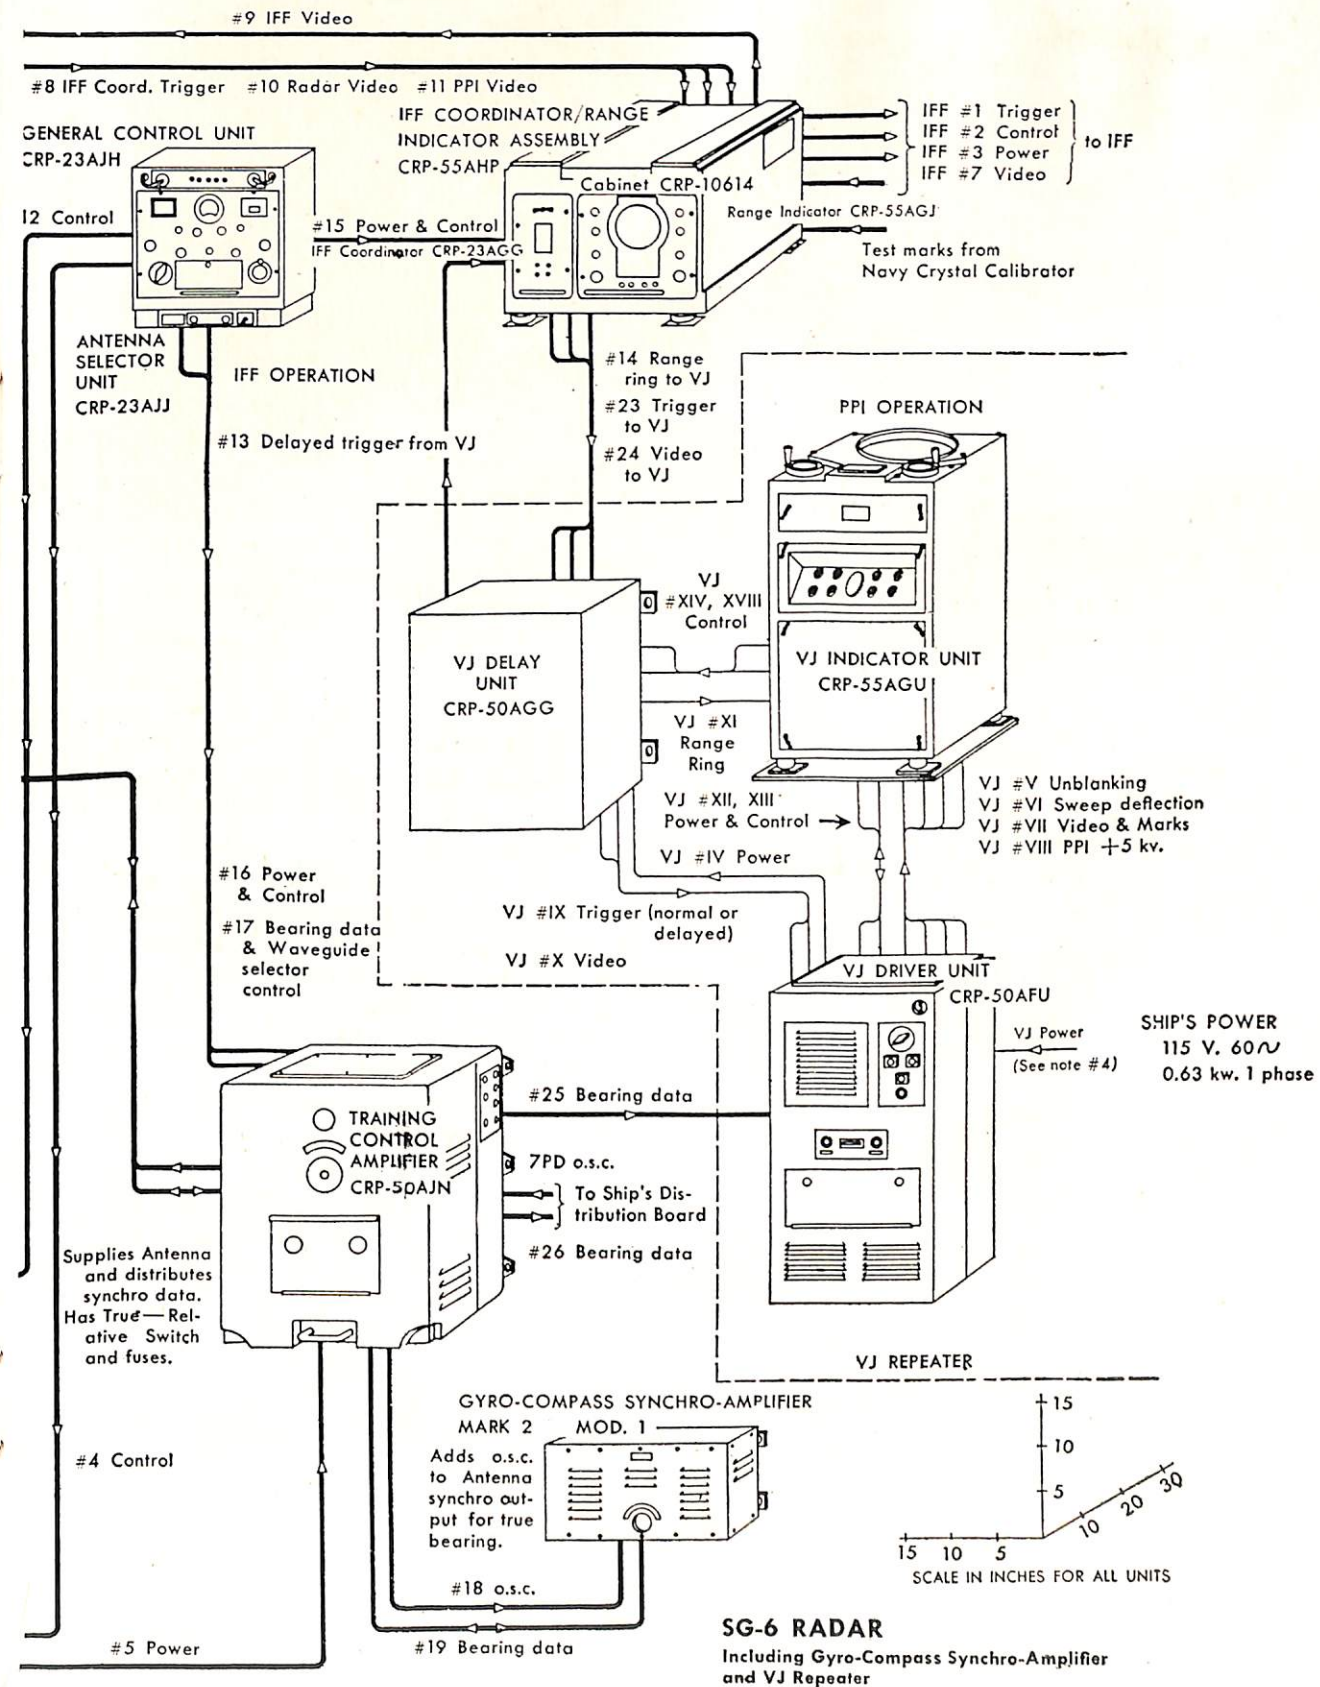 #9 IFF Video
#8 IFF Coord. Trigger #10 Radar Video #11 PPI Video
IFF COORDINATOR/RANGE
INDICATOR ASSEMBLY
CRP-55AHP
Cabinet CRP-10614
IFF #1 Trigger
IFF #2 Control
IFF #3 Power
IFF #7 Video
to IFF
GENERAL CONTROL UNIT
CRP-23AJH
12 Control
#15 Power & Control
IFF Coordinator CRP-23AGG
Range Indicator CRP-55AGJ
Test marks from
Navy Crystal Calibrator
ANTENNA
SELECTOR
UNIT
CRP-23AJJ
IFF OPERATION
#13 Delayed trigger from VJ
#14 Range
ring to VJ
#23 Trigger
to VJ
#24 Video
to VJ
PPI OPERATION
VJ
#XIV, XVIII
Control
VJ DELAY
UNIT
CRP-50AGG
VJ INDICATOR UNIT
CRP-55AGU
VJ #XI
Range
Ring
VJ #XII, XIII
Power & Control
VJ #V Unblanking
VJ #VI Sweep deflection
VJ #VII Video & Marks
VJ #VIII PPI +5 kv.
VJ #IV Power
VJ #IX Trigger (normal or
delayed)
VJ #X Video
#16 Power
& Control
#17 Bearing data
& Waveguide
selector
control
VJ DRIVER UNIT
CRP-50AFU
VJ Power
(See note #4)
SHIP'S POWER
115 V. 60∿
0.63 kw. 1 phase
#25 Bearing data
TRAINING
CONTROL
AMPLIFIER
CRP-50AJN
7PD o.s.c.
To Ship's Dis-
tribution Board
#26 Bearing data
Supplies Antenna
and distributes
synchro data.
Has True—Rel-
ative Switch
and fuses.
VJ REPEATER
GYRO-COMPASS SYNCHRO-AMPLIFIER
MARK 2 MOD. 1
Adds o.s.c.
to Antenna
synchro out-
put for true
bearing.
#4 Control
15
10
5
10 20 30
15 10 5
SCALE IN INCHES FOR ALL UNITS
#18 o.s.c.
#19 Bearing data
#5 Power
SG-6 RADAR
Including Gyro-Compass Synchro-Amplifier
and VJ Repeater